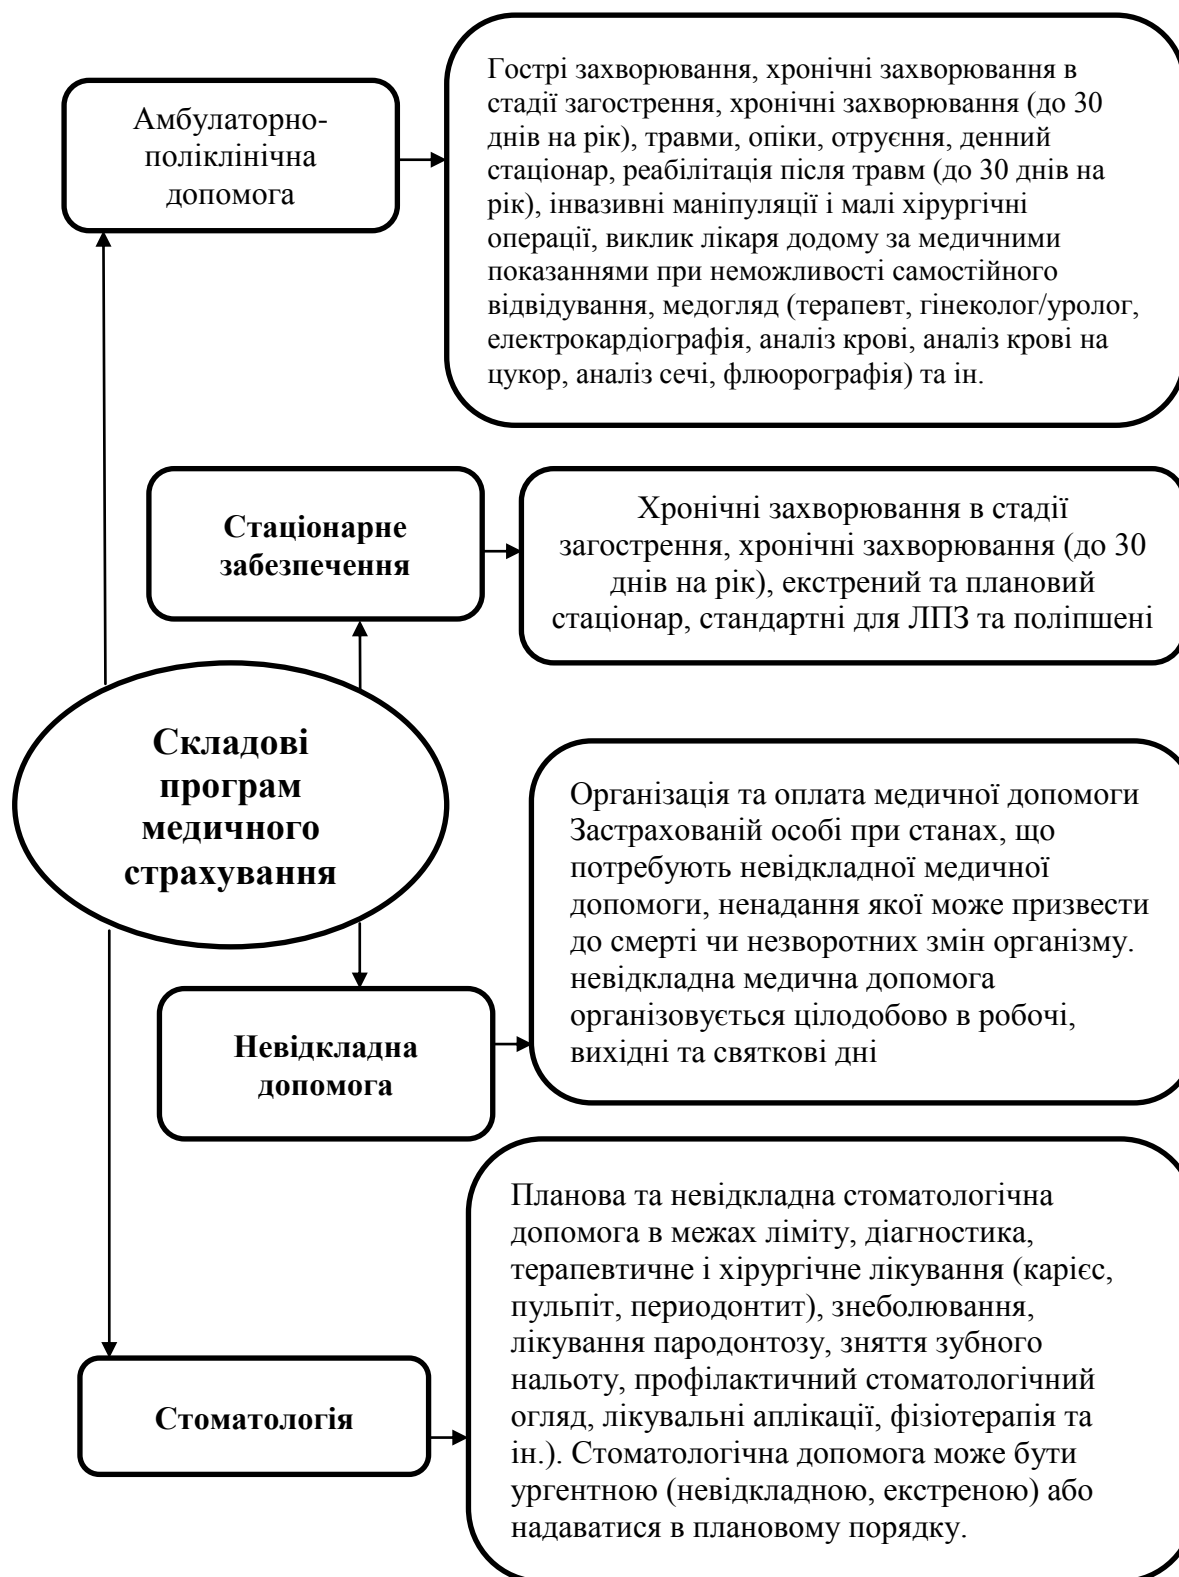 Амбулаторно-
поліклінічна
допомога
Гострі захворювання, хронічні захворювання в
стадії загострення, хронічні захворювання (до 30
днів на рік), травми, опіки, отруєння, денний
стаціонар, реабілітація після травм (до 30 днів на
рік), інвазивні маніпуляції і малі хірургічні
операції, виклик лікаря додому за медичними
показаннями при неможливості самостійного
відвідування, медогляд (терапевт, гінеколог/уролог,
електрокардіографія, аналіз крові, аналіз крові на
цукор, аналіз сечі, флюорографія) та ін.
Стаціонарне
забезпечення
Хронічні захворювання в стадії
загострення, хронічні захворювання (до 30
днів на рік), екстрений та плановий
стаціонар, стандартні для ЛПЗ та поліпшені
Складові
програм
медичного
страхування
Організація та оплата медичної допомоги
Застрахованій особі при станах, що
потребують невідкладної медичної
допомоги, ненадання якої може призвести
до смерті чи незворотних змін організму.
невідкладна медична допомога
організовується цілодобово в робочі,
вихідні та святкові дні
Невідкладна
допомога
Планова та невідкладна стоматологічна
допомога в межах ліміту, діагностика,
терапевтичне і хірургічне лікування (карієс,
пульпіт, периодонтит), знеболювання,
лікування пародонтозу, зняття зубного
нальоту, профілактичний стоматологічний
огляд, лікувальні аплікації, фізіотерапія та
ін.). Стоматологічна допомога може бути
ургентною (невідкладною, екстреною) або
надаватися в плановому порядку.
Стоматологія